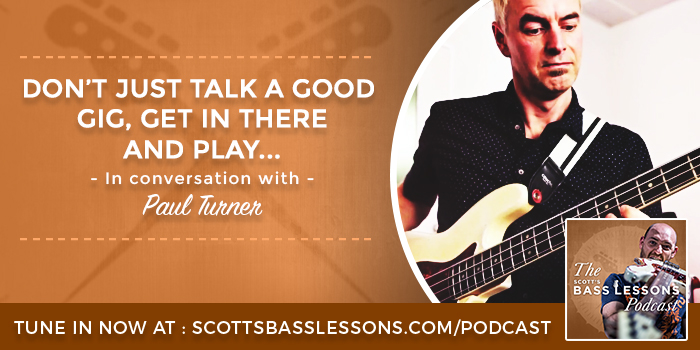 DON'T JUST TALK A GOOD
GIG, GET IN THERE
AND PLAY...
- In conversation with -
Paul Turner
The
SCOTT'S
BASS LESSONS
Podcast
TUNE IN NOW AT : SCOTTSBASSLESSONS.COM/PODCAST